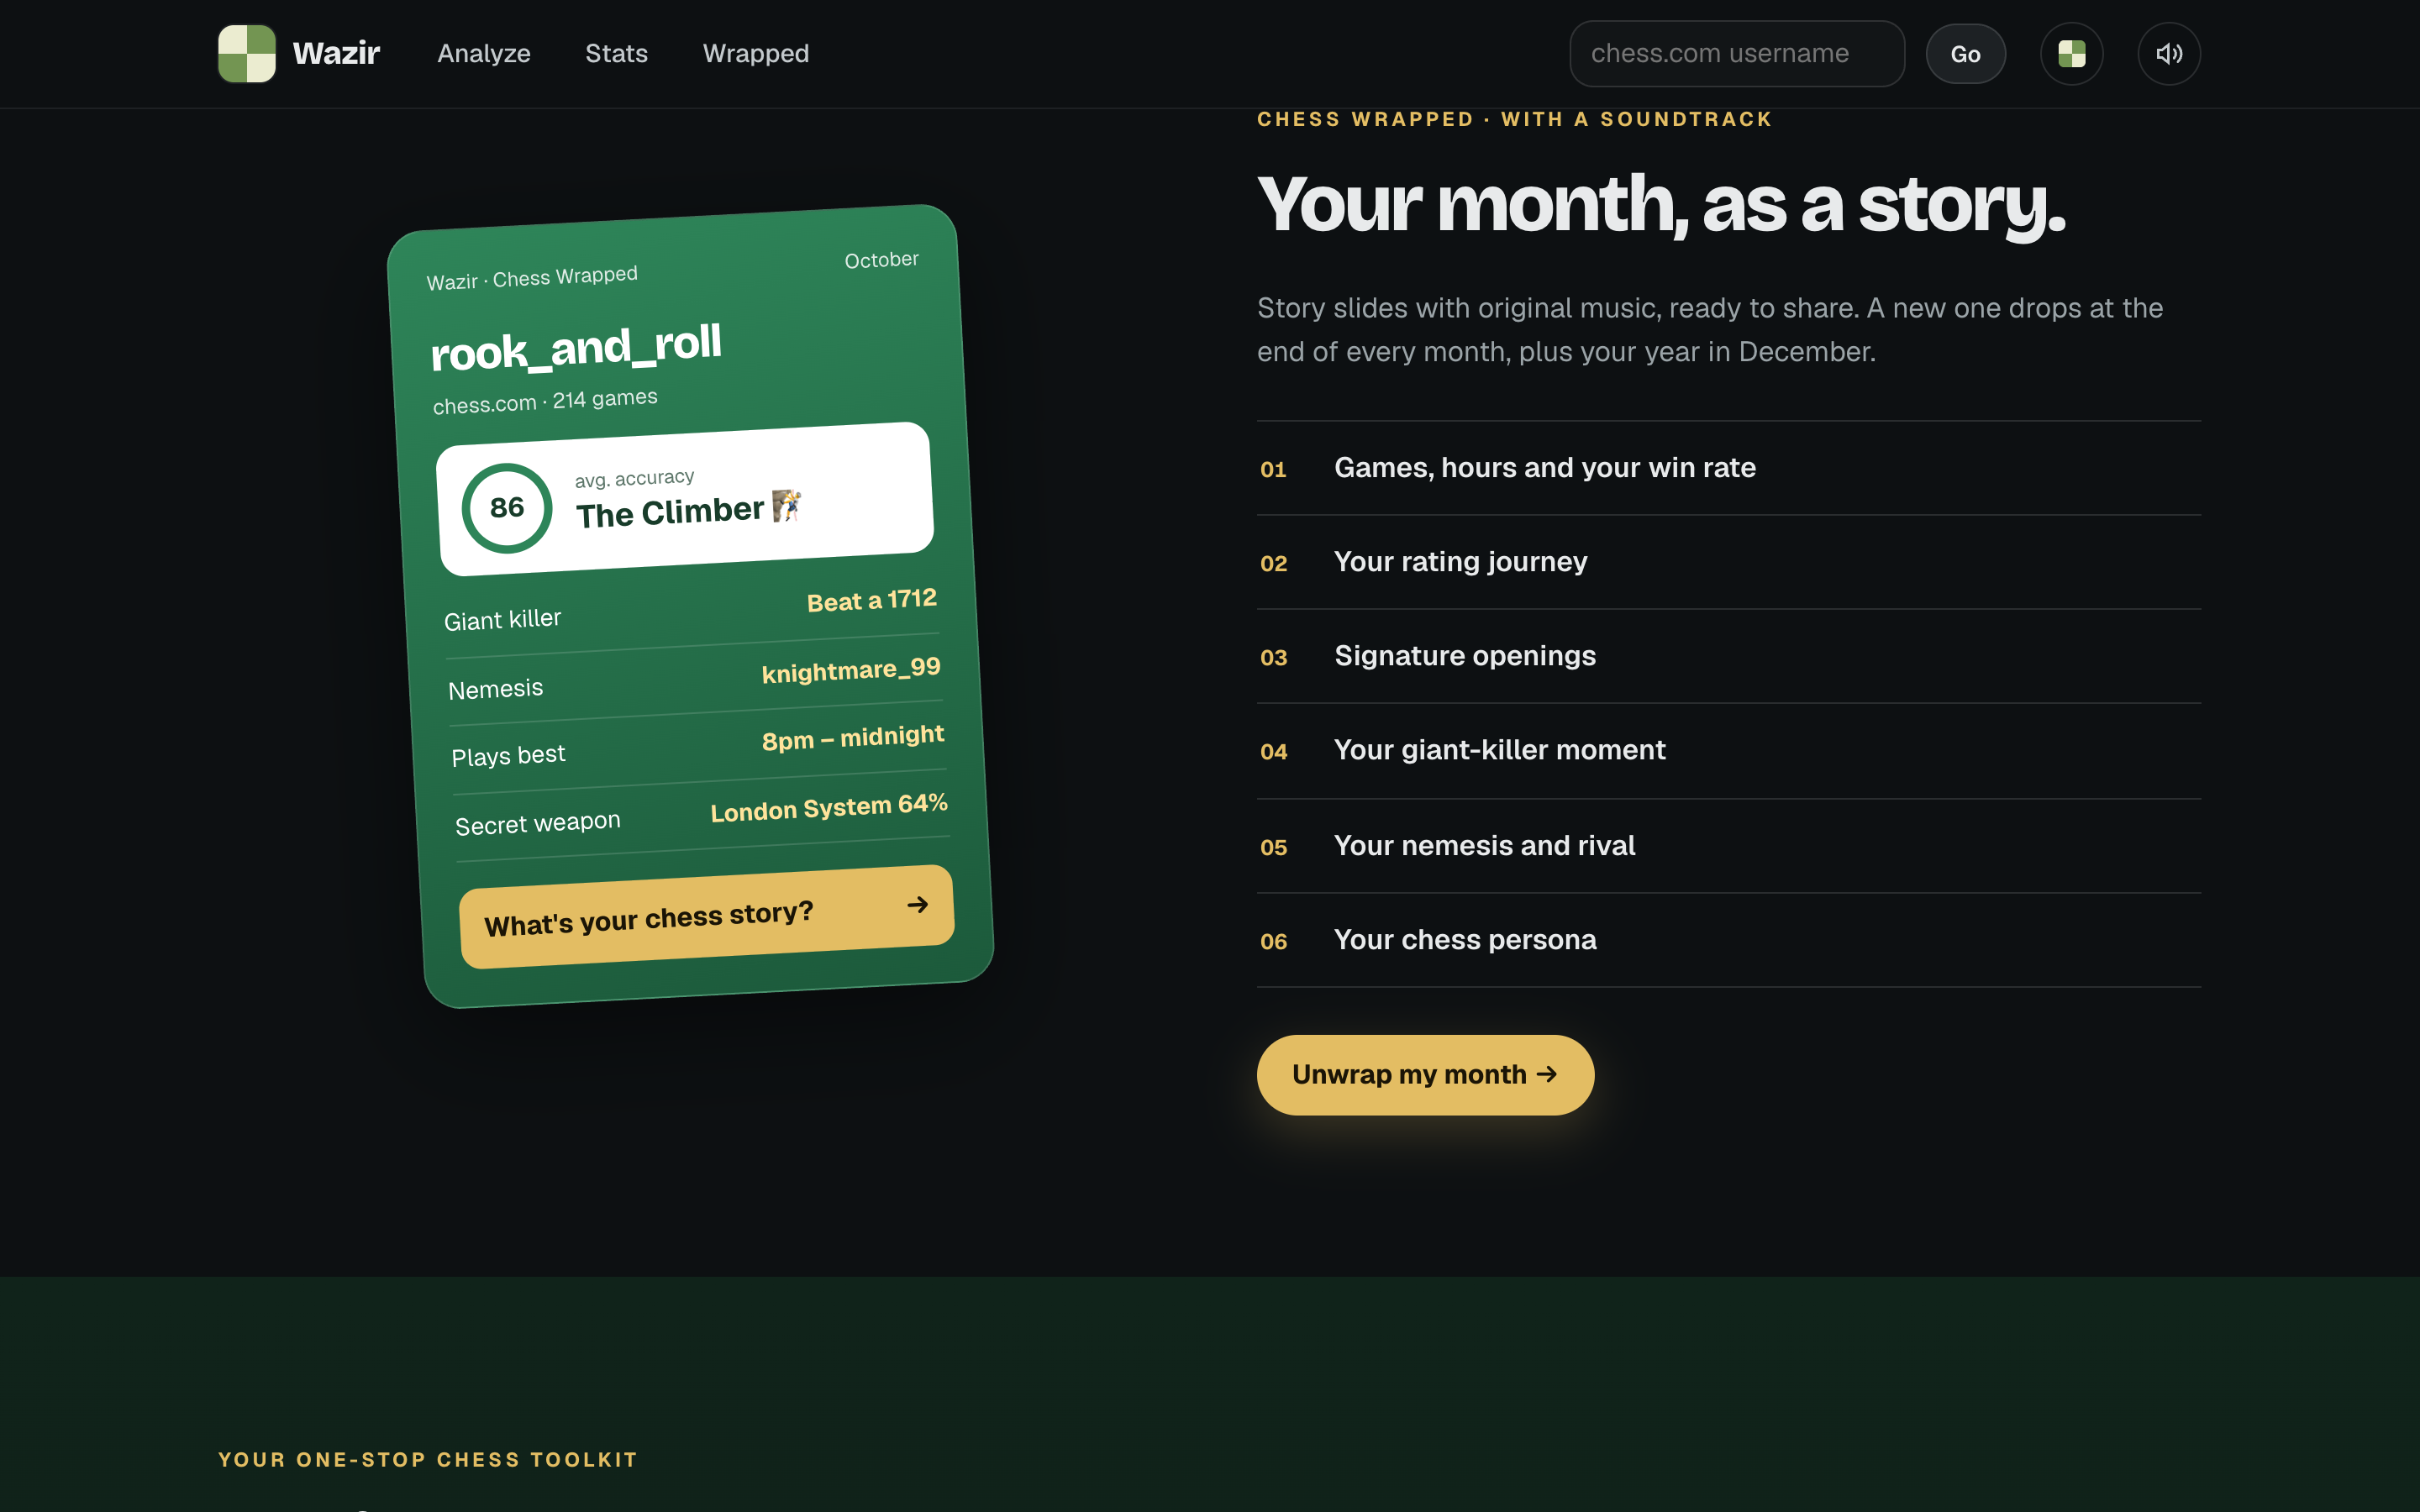 Wazir
Analyze
Stats
Wrapped
chess.com username
Go
CHESS WRAPPED · WITH A SOUNDTRACK
Your month, as a story.
Story slides with original music, ready to share. A new one drops at the
end of every month, plus your year in December.
01 Games, hours and your win rate
02 Your rating journey
03 Signature openings
04 Your giant-killer moment
05 Your nemesis and rival
06 Your chess persona
Unwrap my month →
Wazir · Chess Wrapped
October
rook_and_roll
chess.com · 214 games
86
avg. accuracy
The Climber 🧗
Giant killer Beat a 1712
Nemesis knightmare_99
Plays best 8pm – midnight
Secret weapon London System 64%
What's your chess story? →
YOUR ONE-STOP CHESS TOOLKIT